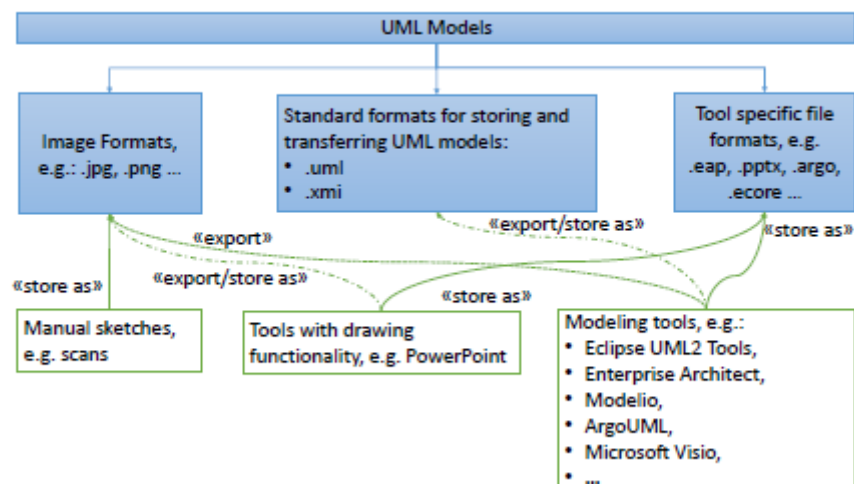 UML Models
Image Formats,
e.g.: .jpg, .png ...
Standard formats for storing and
transferring UML models:
• .uml
• .xmi
Tool specific file
formats, e.g.
.eap, .pptx, .argo,
.ecore ...
«export»
«export/store as»
«store as»
«store as»
«export/store as»
«store as»
Manual sketches,
e.g. scans
Tools with drawing
functionality, e.g. PowerPoint
Modeling tools, e.g.:
• Eclipse UML2 Tools,
• Enterprise Architect,
• Modelio,
• ArgoUML,
• Microsoft Visio,
• ...